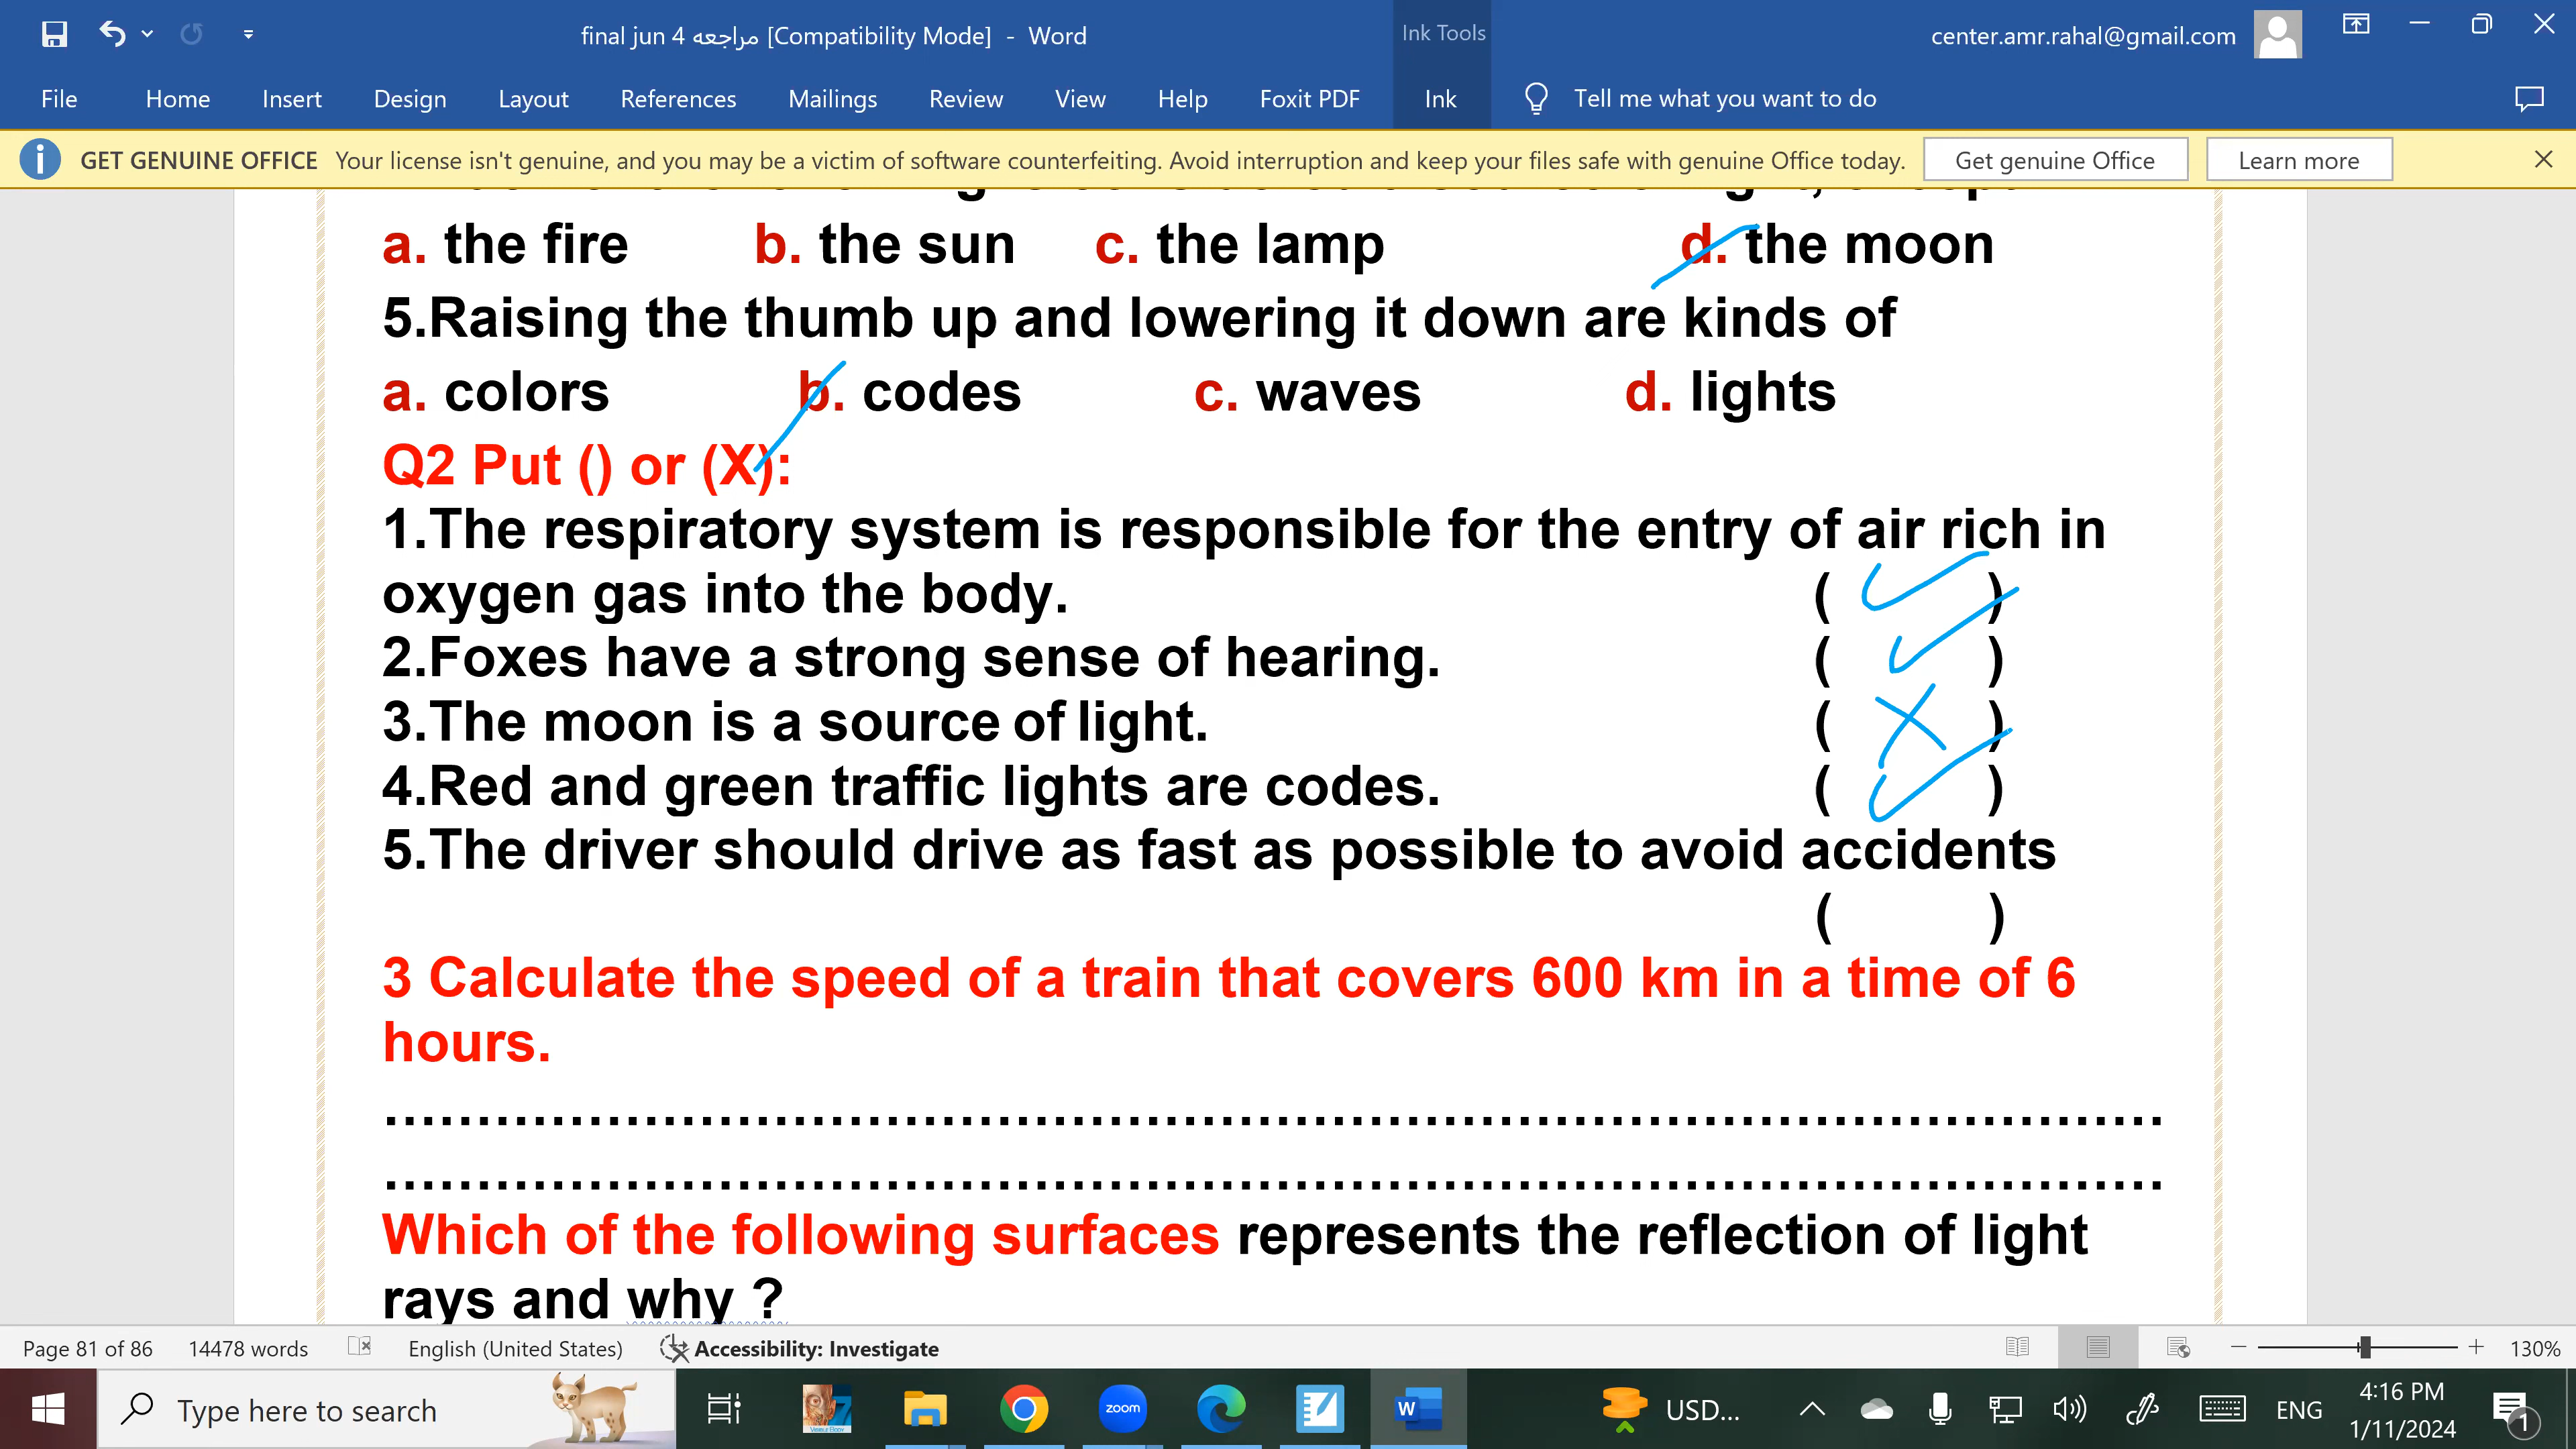 final jun 4 مراجعه [Compatibility Mode] - Word
Ink Tools
center.amr.rahal@gmail.com
File Home Insert Design Layout References Mailings Review View Help Foxit PDF Ink Tell me what you want to do
GET GENUINE OFFICE Your license isn't genuine, and you may be a victim of software counterfeiting. Avoid interruption and keep your files safe with genuine Office today. Get genuine Office Learn more
a. the fire b. the sun c. the lamp d. the moon
5.Raising the thumb up and lowering it down are kinds of
a. colors b. codes c. waves d. lights
Q2 Put () or (X):
1.The respiratory system is responsible for the entry of air rich in
oxygen gas into the body. ( ✓ )
2.Foxes have a strong sense of hearing. ( ✓ )
3.The moon is a source of light. ( X )
4.Red and green traffic lights are codes. ( ✓ )
5.The driver should drive as fast as possible to avoid accidents
( )
3 Calculate the speed of a train that covers 600 km in a time of 6
hours.
Which of the following surfaces represents the reflection of light
rays and why ?
Page 81 of 86 14478 words English (United States) Accessibility: Investigate 130%
Type here to search
zoom
USD...
ENG
4:16 PM
1/11/2024
1